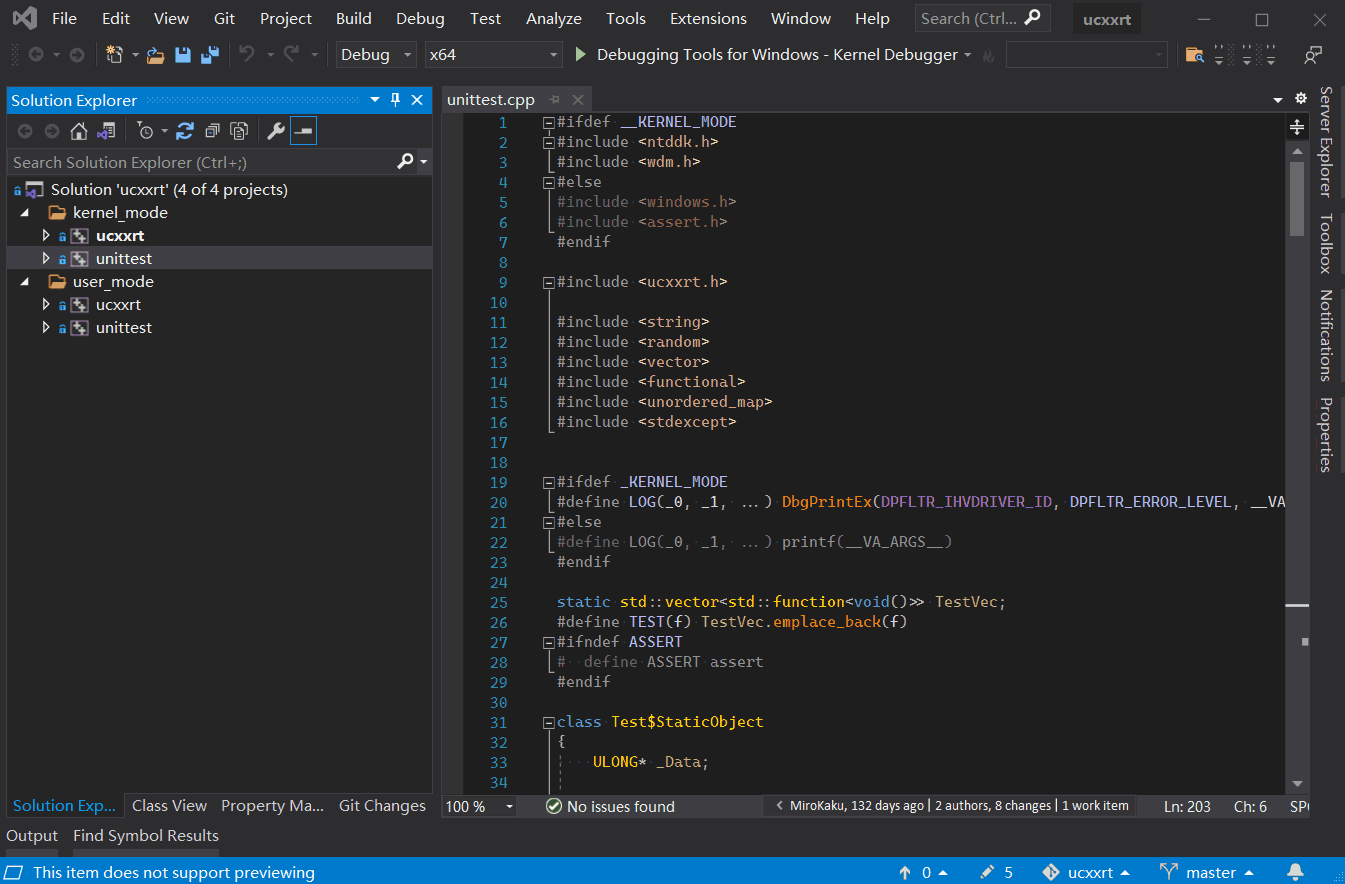 File Edit View Git Project Build Debug Test Analyze Tools Extensions Window Help Search (Ctrl... ucxxrt
Debug x64 Debugging Tools for Windows - Kernel Debugger
Solution Explorer
Search Solution Explorer (Ctrl+;)
Solution 'ucxxrt' (4 of 4 projects)
kernel_mode
ucxxrt
unittest
user_mode
ucxxrt
unittest
Solution Exp... Class View Property Ma... Git Changes
unittest.cpp
1 #ifdef __KERNEL_MODE
2 #include <ntddk.h>
3 #include <wdm.h>
4 #else
5 #include <windows.h>
6 #include <assert.h>
7 #endif
8
9 #include <ucxxrt.h>
10
11 #include <string>
12 #include <random>
13 #include <vector>
14 #include <functional>
15 #include <unordered_map>
16 #include <stdexcept>
17
18
19 #ifdef _KERNEL_MODE
20 #define LOG(_0, _1, ...) DbgPrintEx(DPFLTR_IHVDRIVER_ID, DPFLTR_ERROR_LEVEL, __VA
21 #else
22 #define LOG(_0, _1, ...) printf(__VA_ARGS__)
23 #endif
24
25 static std::vector<std::function<void()>> TestVec;
26 #define TEST(f) TestVec.emplace_back(f)
27 #ifndef ASSERT
28 #  define ASSERT assert
29 #endif
30
31 class Test$StaticObject
32 {
33     ULONG* _Data;
34
100 % No issues found MiroKaku, 132 days ago | 2 authors, 8 changes | 1 work item Ln: 203 Ch: 6 SPC
Server Explorer
Toolbox
Notifications
Properties
Output Find Symbol Results
This item does not support previewing 0 5 ucxxrt master